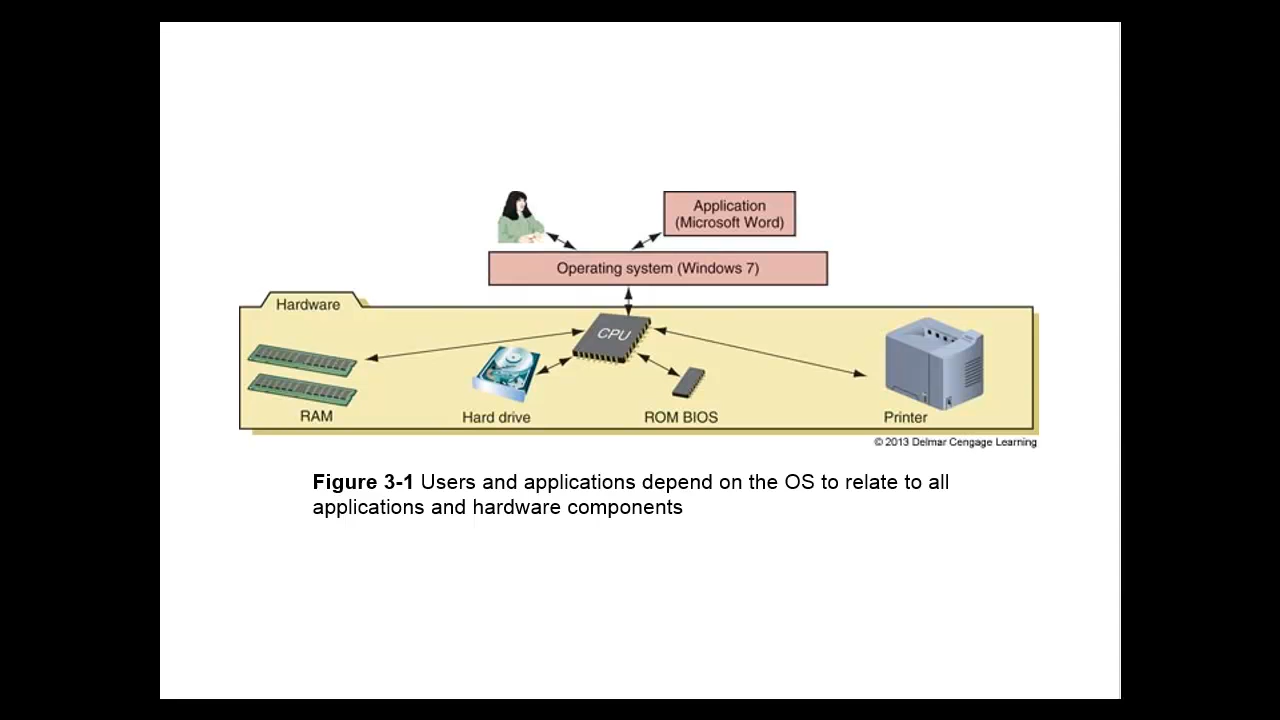 Application
(Microsoft Word)
Operating system (Windows 7)
Hardware
CPU
RAM
Hard drive
ROM BIOS
Printer
© 2013 Delmar Cengage Learning
Figure 3-1 Users and applications depend on the OS to relate to all
applications and hardware components